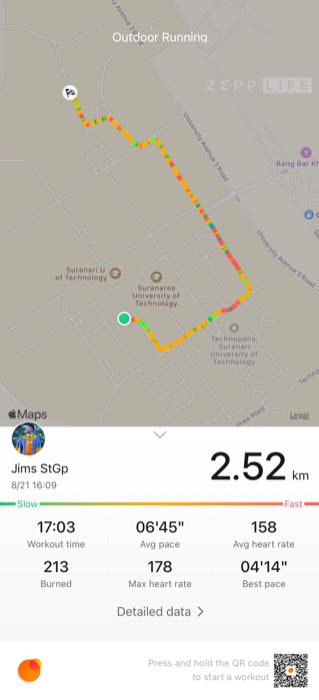 Outdoor Running
ZEPP LIFE
University Avenue 3 Road
Bang Bar Kh
University Avenue 3 Road
Suranari U.
of Technology
Suranaree
University of
Technology
Technopolis,
Suranari
University of
Technology
Maps
Legal
Jims StGp
8/21 16:09
2.52 km
Slow
Fast
17:03
06'45"
158
Workout time
Avg pace
Avg heart rate
213
178
04'14"
Burned
Max heart rate
Best pace
Detailed data
Press and hold the QR code
to start a workout